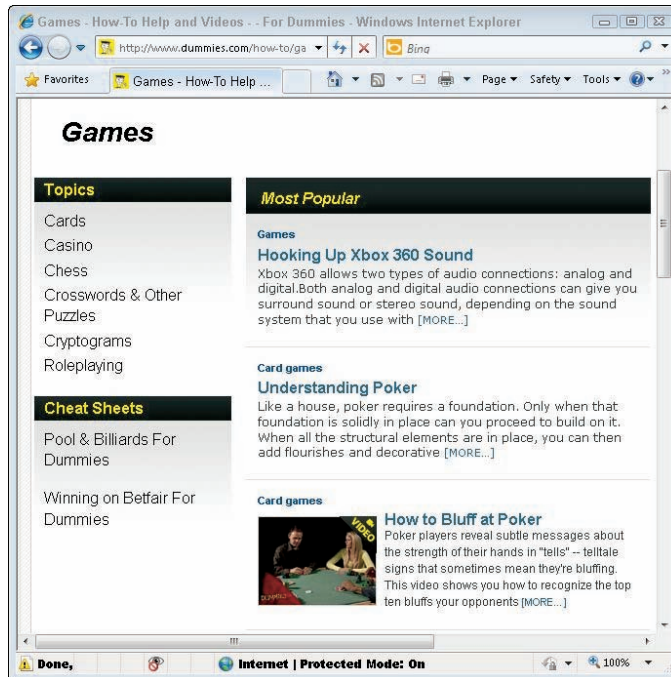 Games - How-To Help and Videos - - For Dummies - Windows Internet Explorer
http://www.dummies.com/how-to/ga
Bing
Favorites
Games - How-To Help ...
Page
Safety
Tools
Games
Topics
Cards
Casino
Chess
Crosswords & Other
Puzzles
Cryptograms
Roleplaying
Cheat Sheets
Pool & Billiards For
Dummies
Winning on Betfair For
Dummies
Most Popular
Games
Hooking Up Xbox 360 Sound
Xbox 360 allows two types of audio connections: analog and
digital.Both analog and digital audio connections can give you
surround sound or stereo sound, depending on the sound
system that you use with [MORE...]
Card games
Understanding Poker
Like a house, poker requires a foundation. Only when that
foundation is solidly in place can you proceed to build on it.
When all the structural elements are in place, you can then
add flourishes and decorative [MORE...]
Card games
VIDEO
How to Bluff at Poker
Poker players reveal subtle messages about
the strength of their hands in "tells" -- telltale
signs that sometimes mean they're bluffing.
This video shows you how to recognize the top
ten bluffs your opponents [MORE...]
Done,
Internet | Protected Mode: On
100%